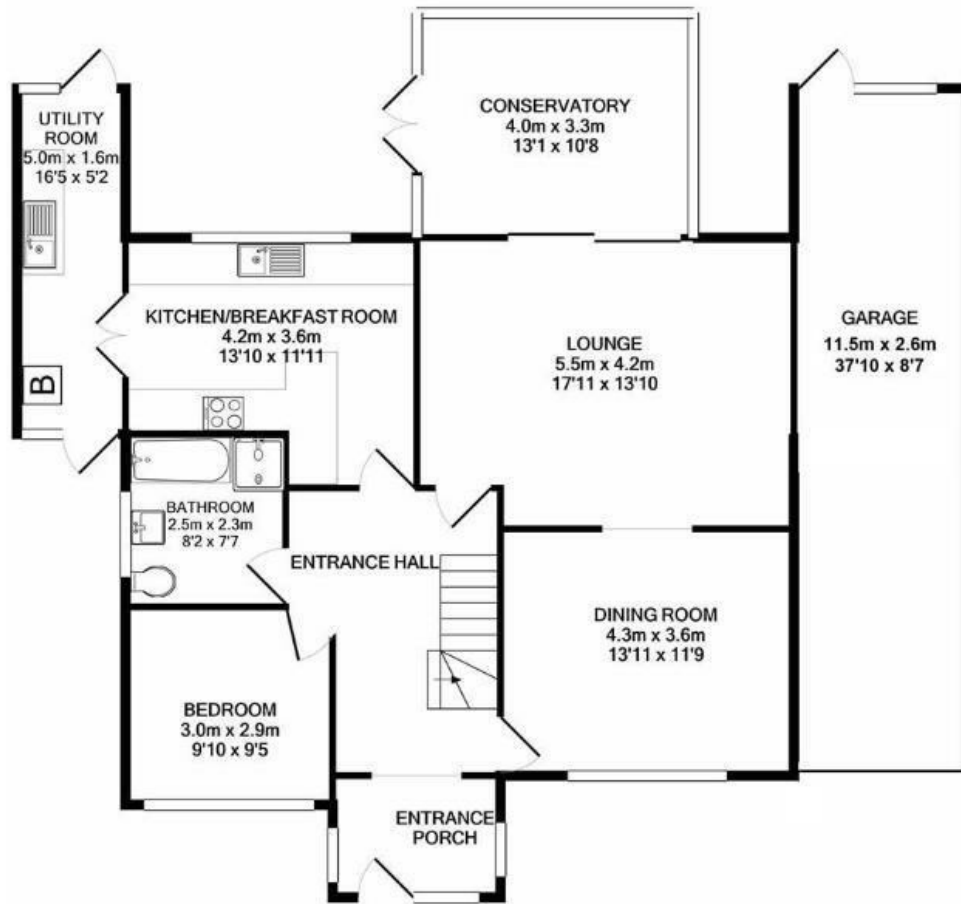 UTILITY
ROOM
5.0m x 1.6m
16'5 x 5'2
CONSERVATORY
4.0m x 3.3m
13'1 x 10'8
KITCHEN/BREAKFAST ROOM
4.2m x 3.6m
13'10 x 11'11
LOUNGE
5.5m x 4.2m
17'11 x 13'10
GARAGE
11.5m x 2.6m
37'10 x 8'7
B
BATHROOM
2.5m x 2.3m
8'2 x 7'7
ENTRANCE HALL
DINING ROOM
4.3m x 3.6m
13'11 x 11'9
BEDROOM
3.0m x 2.9m
9'10 x 9'5
ENTRANCE
PORCH